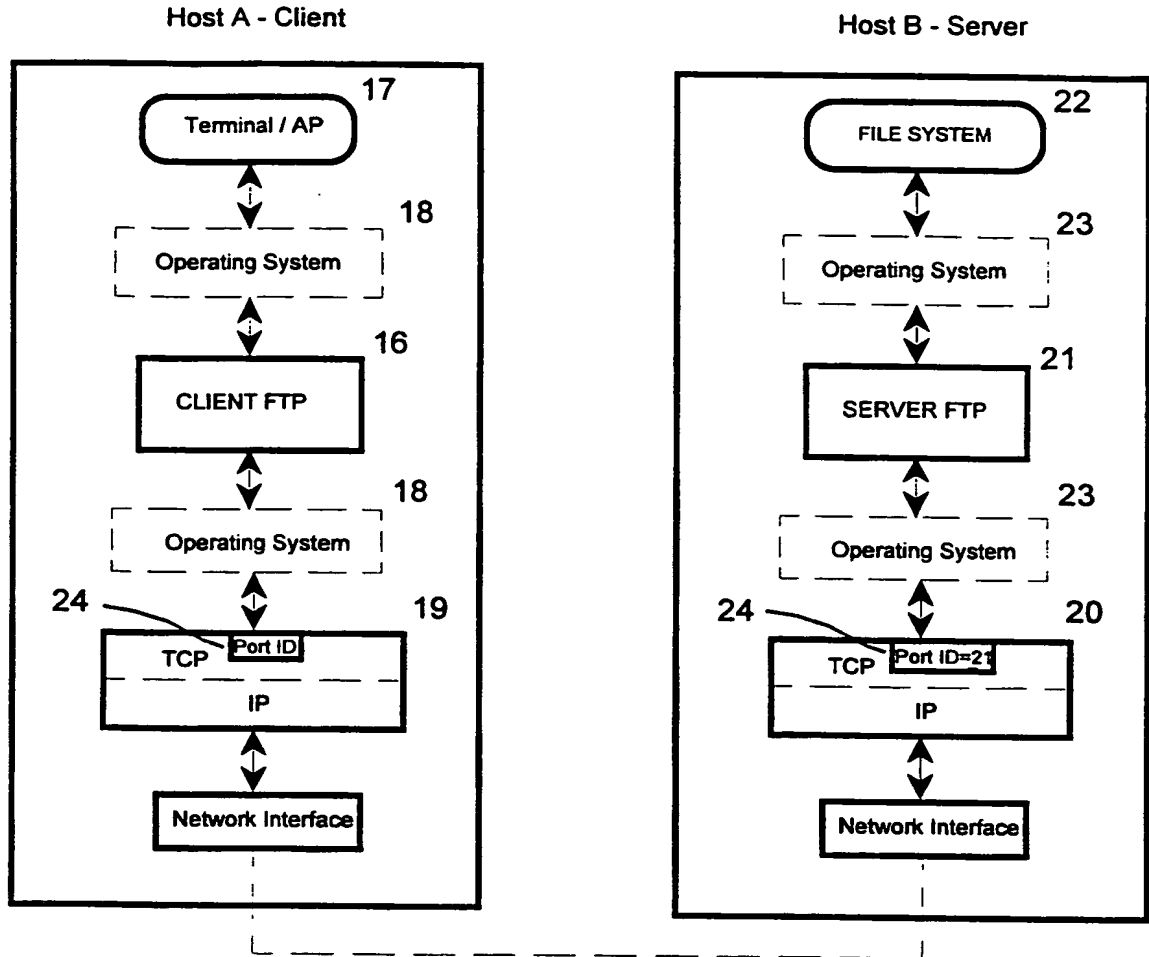 Host A - Client
17
Terminal / AP
18
Operating System
16
CLIENT FTP
18
Operating System
24
19
Port ID
TCP
IP
Network Interface
Host B - Server
22
FILE SYSTEM
23
Operating System
21
SERVER FTP
23
Operating System
24
20
Port ID=21
TCP
IP
Network Interface